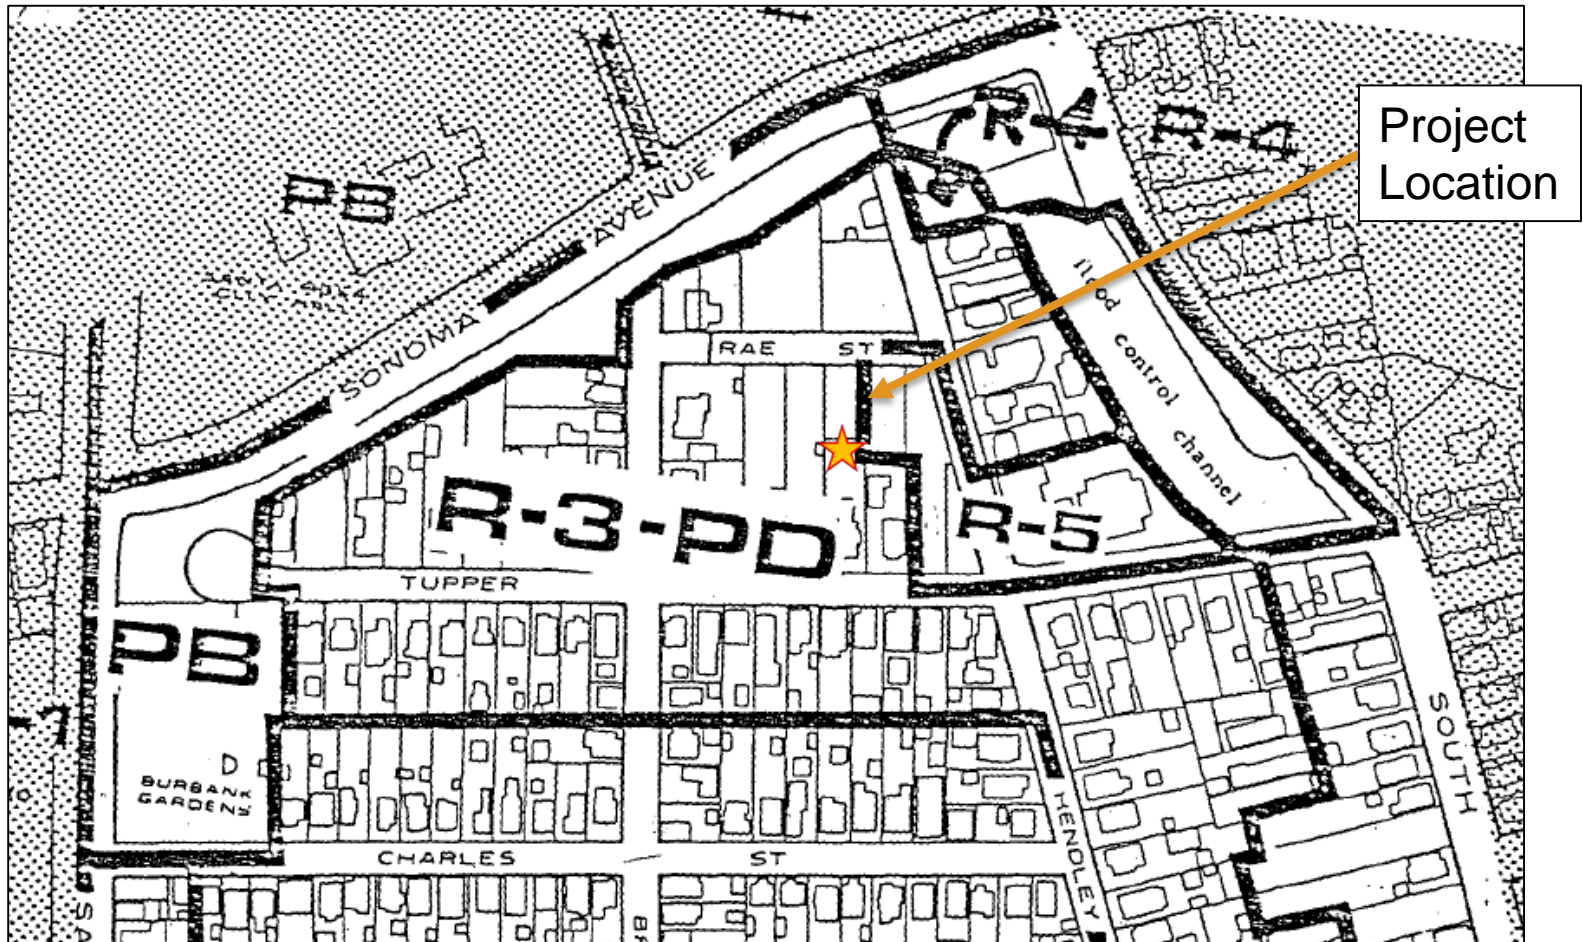 Project
Location
R-4
R-4
PB
SONOMA AVENUE
flood control channel
RAE ST
R-3-PD
R-5
TUPPER
PB
SOUTH
BURBANK
GARDENS
HENDLEY
CHARLES ST
SA